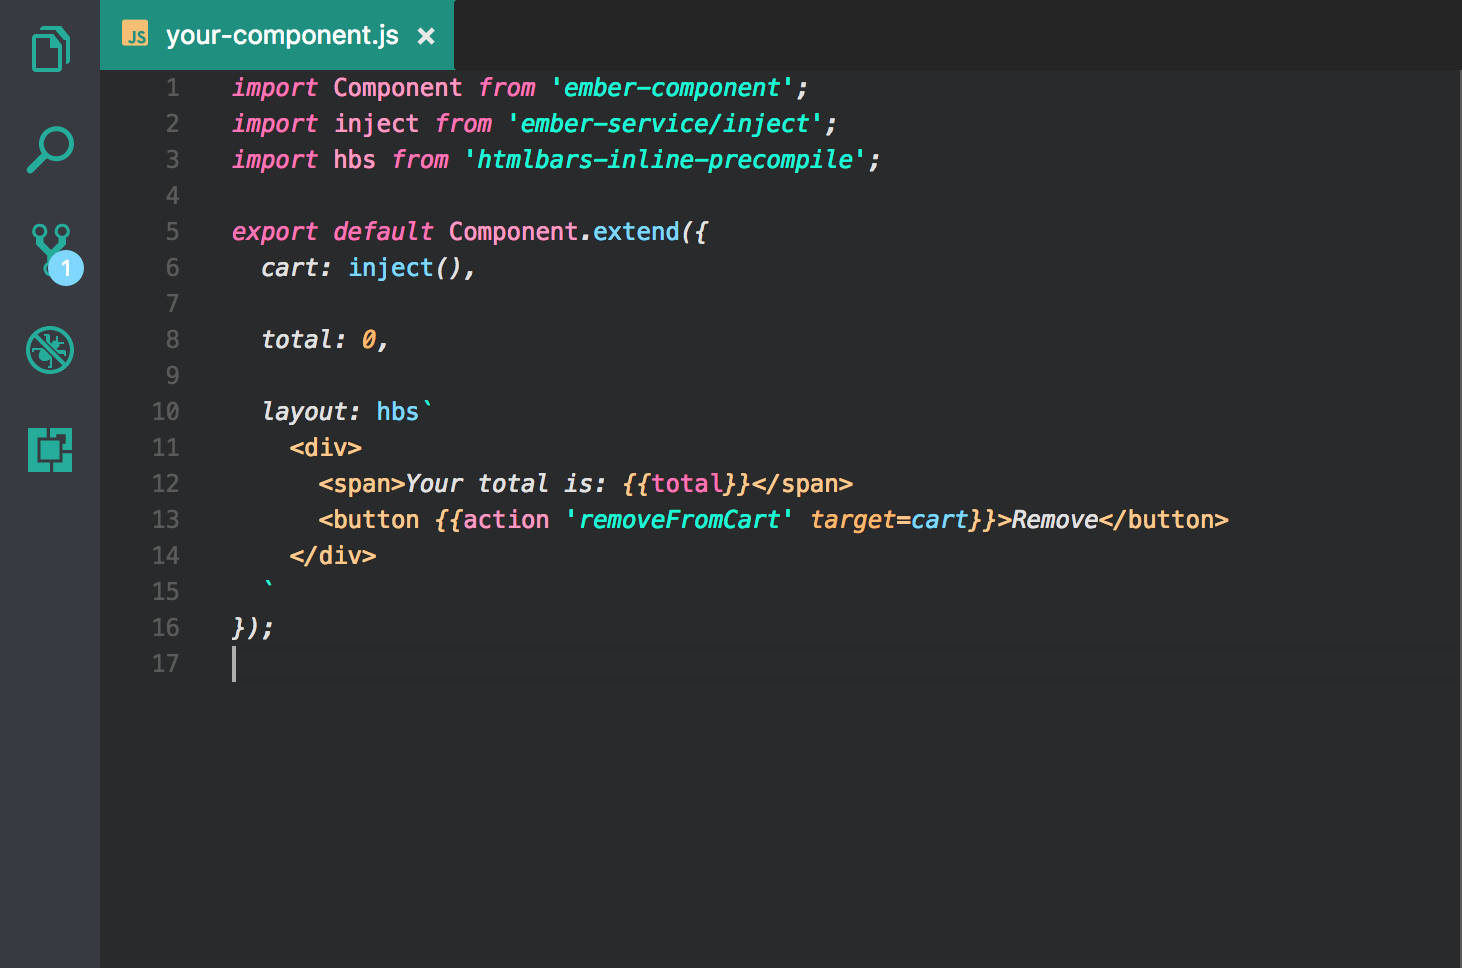 JS your-component.js ×
1 import Component from 'ember-component';
2 import inject from 'ember-service/inject';
3 import hbs from 'htmlbars-inline-precompile';
4
5 export default Component.extend({
6   cart: inject(),
7
8   total: 0,
9
10   layout: hbs`
11     <div>
12       <span>Your total is: {{total}}</span>
13       <button {{action 'removeFromCart' target=cart}}>Remove</button>
14     </div>
15   `
16 });
17
1